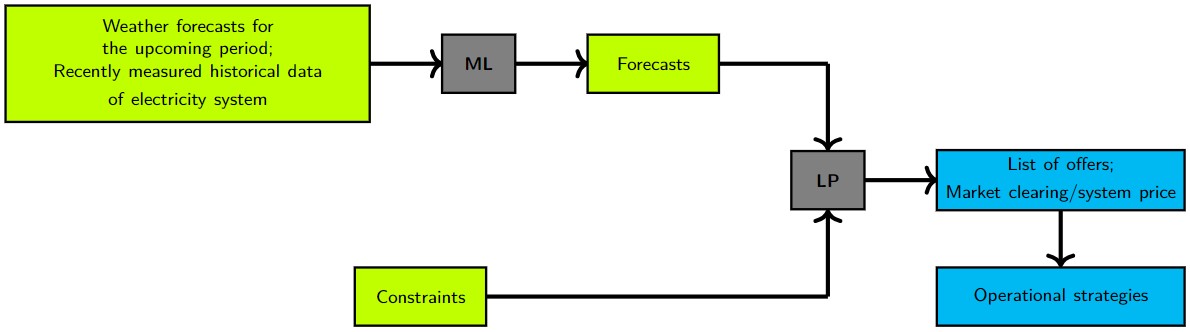 Weather forecasts for
the upcoming period;
Recently measured historical data
of electricity system
ML
Forecasts
LP
List of offers;
Market clearing/system price
Constraints
Operational strategies